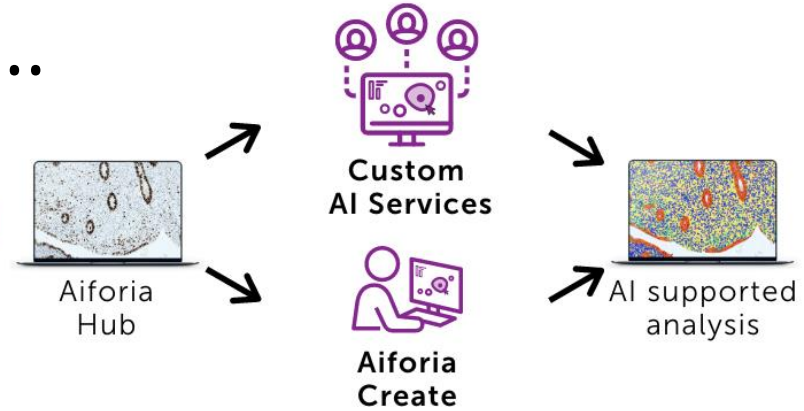 ..
Custom
AI Services
Aiforia
Hub
AI supported
analysis
Aiforia
Create